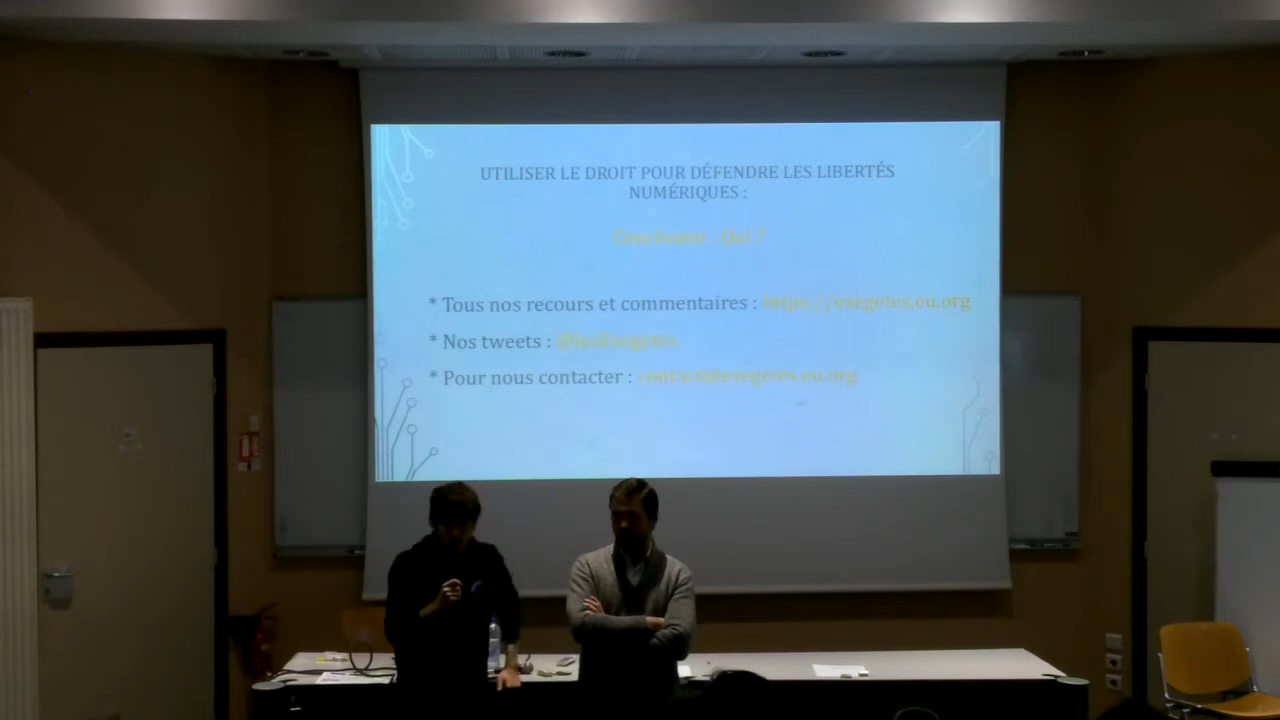 UTILISER LE DROIT POUR DÉFENDRE LES LIBERTÉS
NUMÉRIQUES :
Conclusion : Qui ?
* Tous nos recours et commentaires : https://exegetes.eu.org
* Nos tweets : @lesExegetes
* Pour nous contacter : contact@exegetes.eu.org